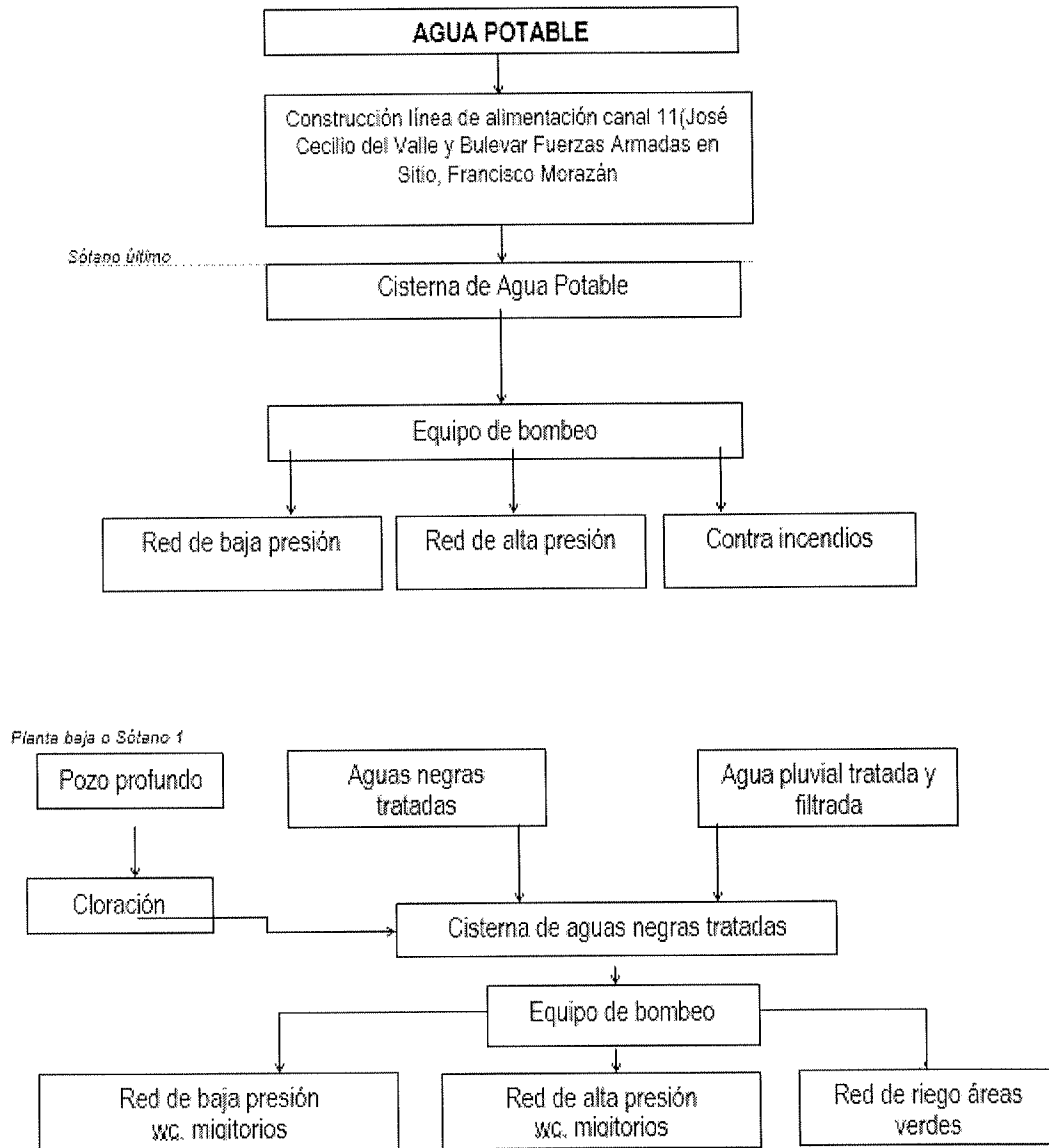 AGUA POTABLE
Construcción línea de alimentación canal 11(José
Cecilio del Valle y Bulevar Fuerzas Armadas en
Sitio, Francisco Morazán
Sótano último
Cisterna de Agua Potable
Equipo de bombeo
Red de baja presión
Red de alta presión
Contra incendios
Planta baja o Sótano 1
Pozo profundo
Aguas negras
tratadas
Agua pluvial tratada y
filtrada
Cloración
Cisterna de aguas negras tratadas
Equipo de bombeo
Red de baja presión
wc. migitorios
Red de alta presión
wc. migitorios
Red de riego áreas
verdes